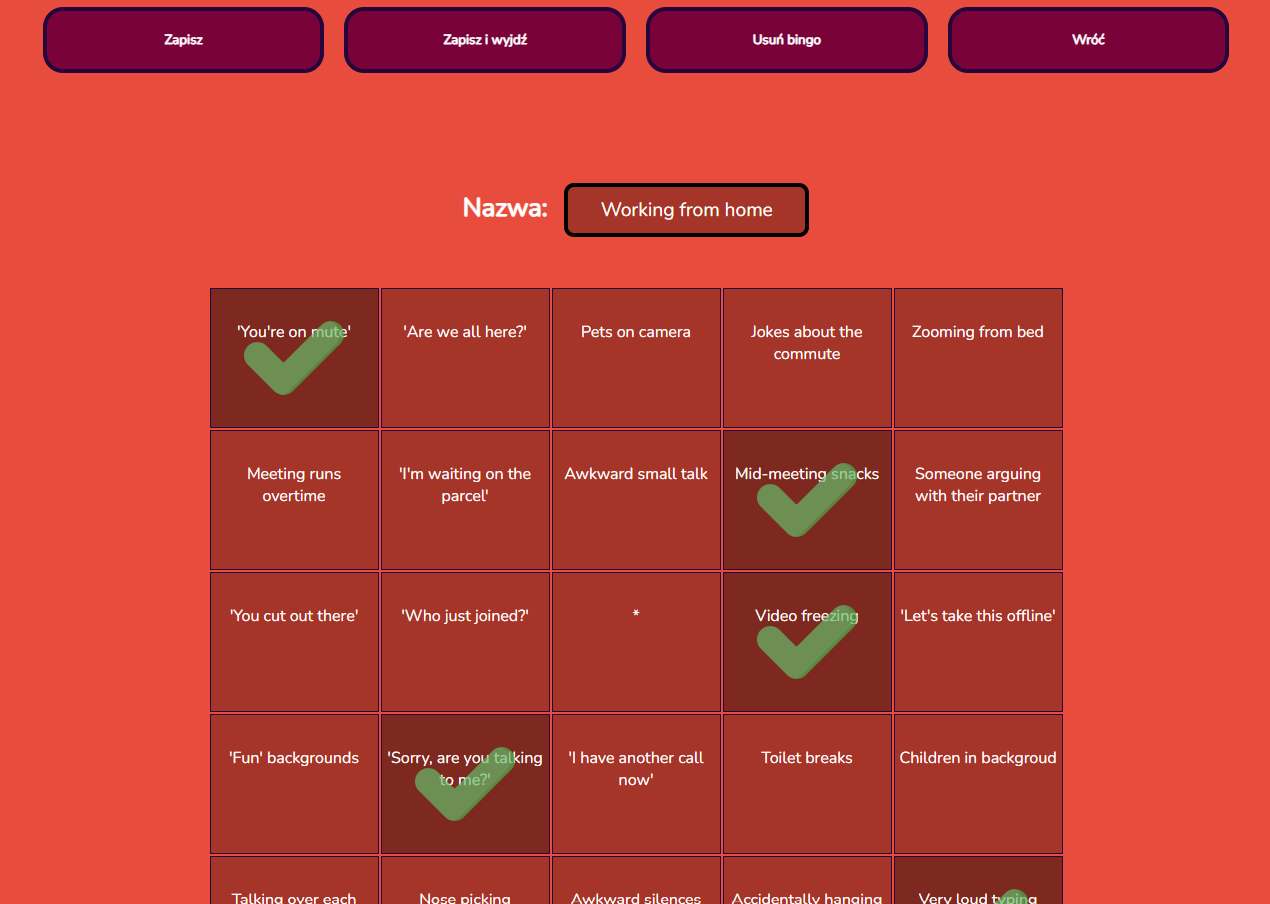 Zapisz
Zapisz i wyjdź
Usuń bingo
Wróć
Nazwa:
Working from home
'You're on mute'
'Are we all here?'
Pets on camera
Jokes about the
commute
Zooming from bed
Meeting runs
overtime
'I'm waiting on the
parcel'
Awkward small talk
Mid-meeting snacks
Someone arguing
with their partner
'You cut out there'
'Who just joined?'
*
Video freezing
'Let's take this offline'
'Fun' backgrounds
'Sorry, are you talking
to me?'
'I have another call
now'
Toilet breaks
Children in backgroud
Talking over each
Nose picking
Awkward silences
Accidentally hanging
Very loud typing